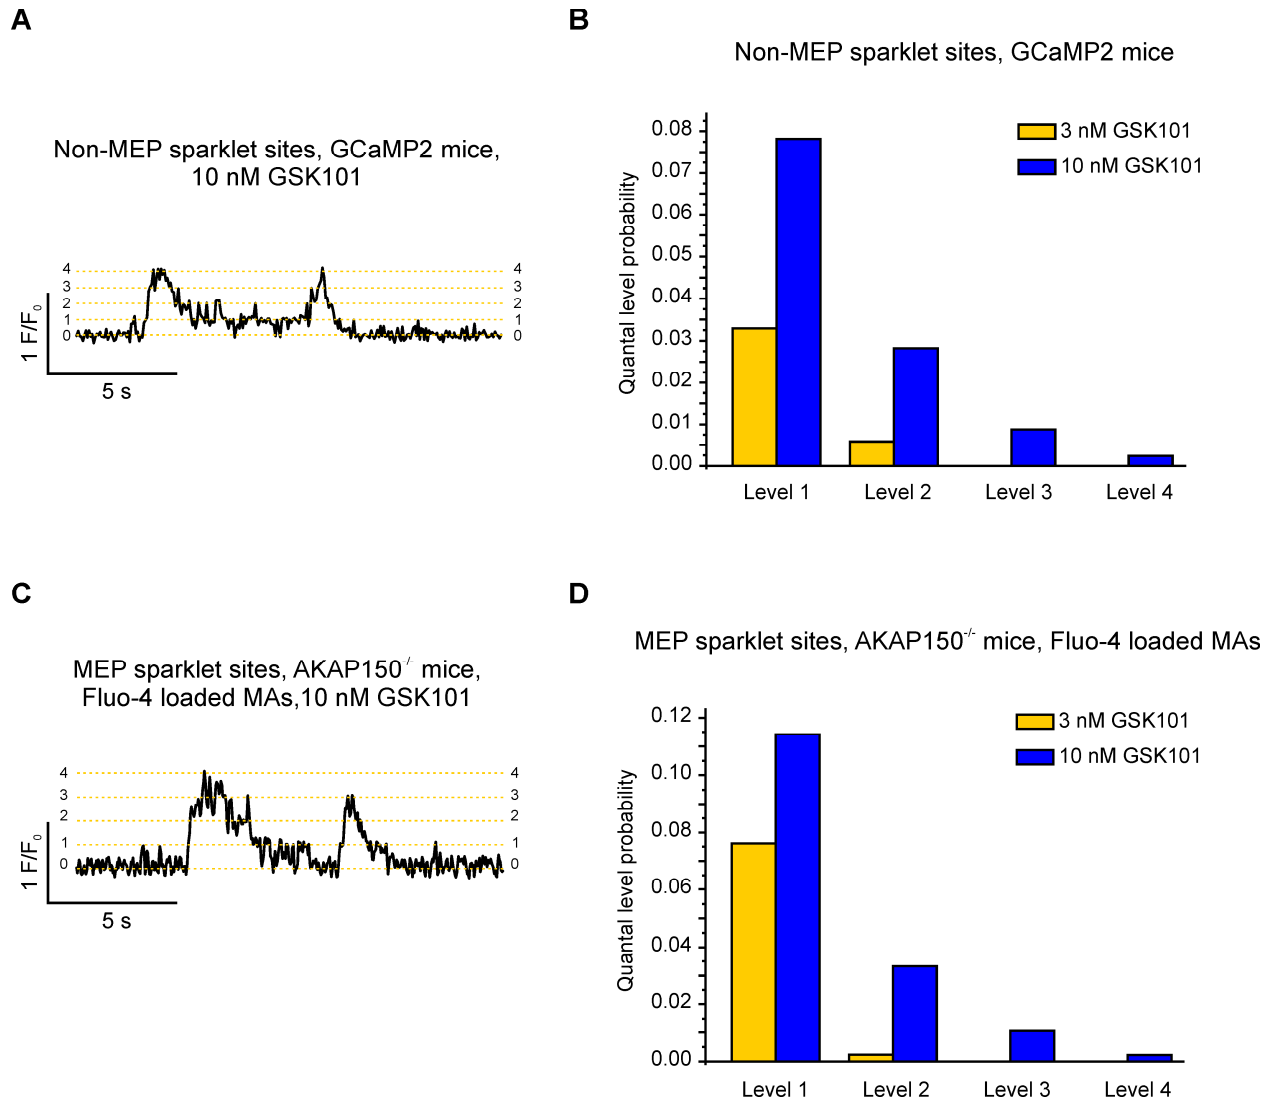 A
Non-MEP sparklet sites, GCaMP2 mice,
10 nM GSK101
4
3
2
1
0
4
3
2
1
0
1 F/F0
5 s
B
Non-MEP sparklet sites, GCaMP2 mice
3 nM GSK101
10 nM GSK101
Quantal level probability
0.08
0.07
0.06
0.05
0.04
0.03
0.02
0.01
0.00
Level 1 Level 2 Level 3 Level 4
C
MEP sparklet sites, AKAP150-/- mice,
Fluo-4 loaded MAs,10 nM GSK101
4
3
2
1
0
4
3
2
1
0
1 F/F0
5 s
D
MEP sparklet sites, AKAP150-/- mice, Fluo-4 loaded MAs
3 nM GSK101
10 nM GSK101
Quantal level probability
0.12
0.10
0.08
0.06
0.04
0.02
0.00
Level 1 Level 2 Level 3 Level 4